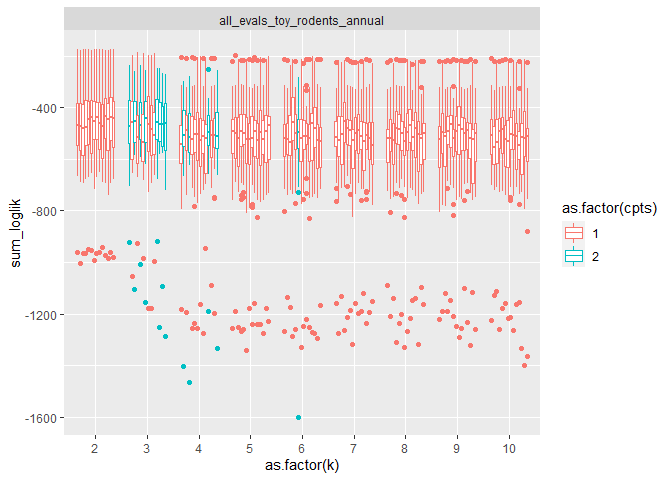 all_evals_toy_rodents_annual
-400
-800
-1200
-1600
sum_loglik
2 3 4 5 6 7 8 9 10
as.factor(k)
as.factor(cpts)
1
2